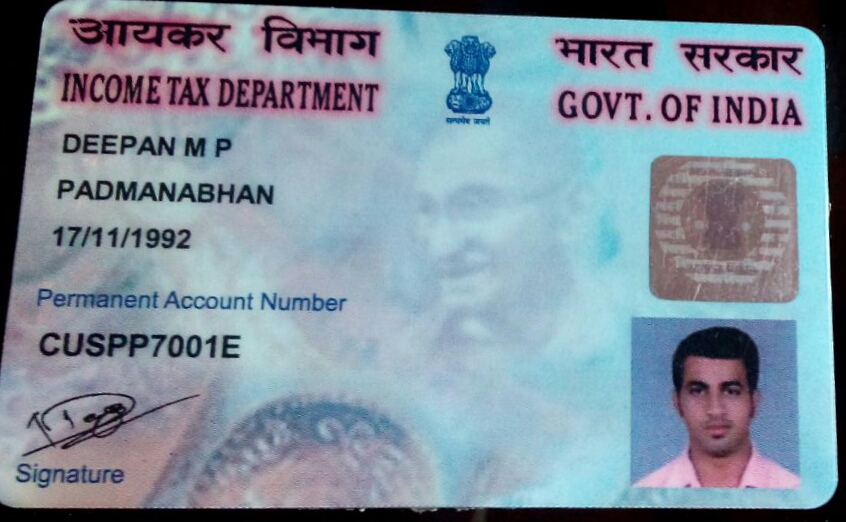 आयकर विभाग
INCOME TAX DEPARTMENT
भारत सरकार
GOVT. OF INDIA
सत्यमेव जयते
DEEPAN M P
PADMANABHAN
17/11/1992
Permanent Account Number
CUSPP7001E
Signature